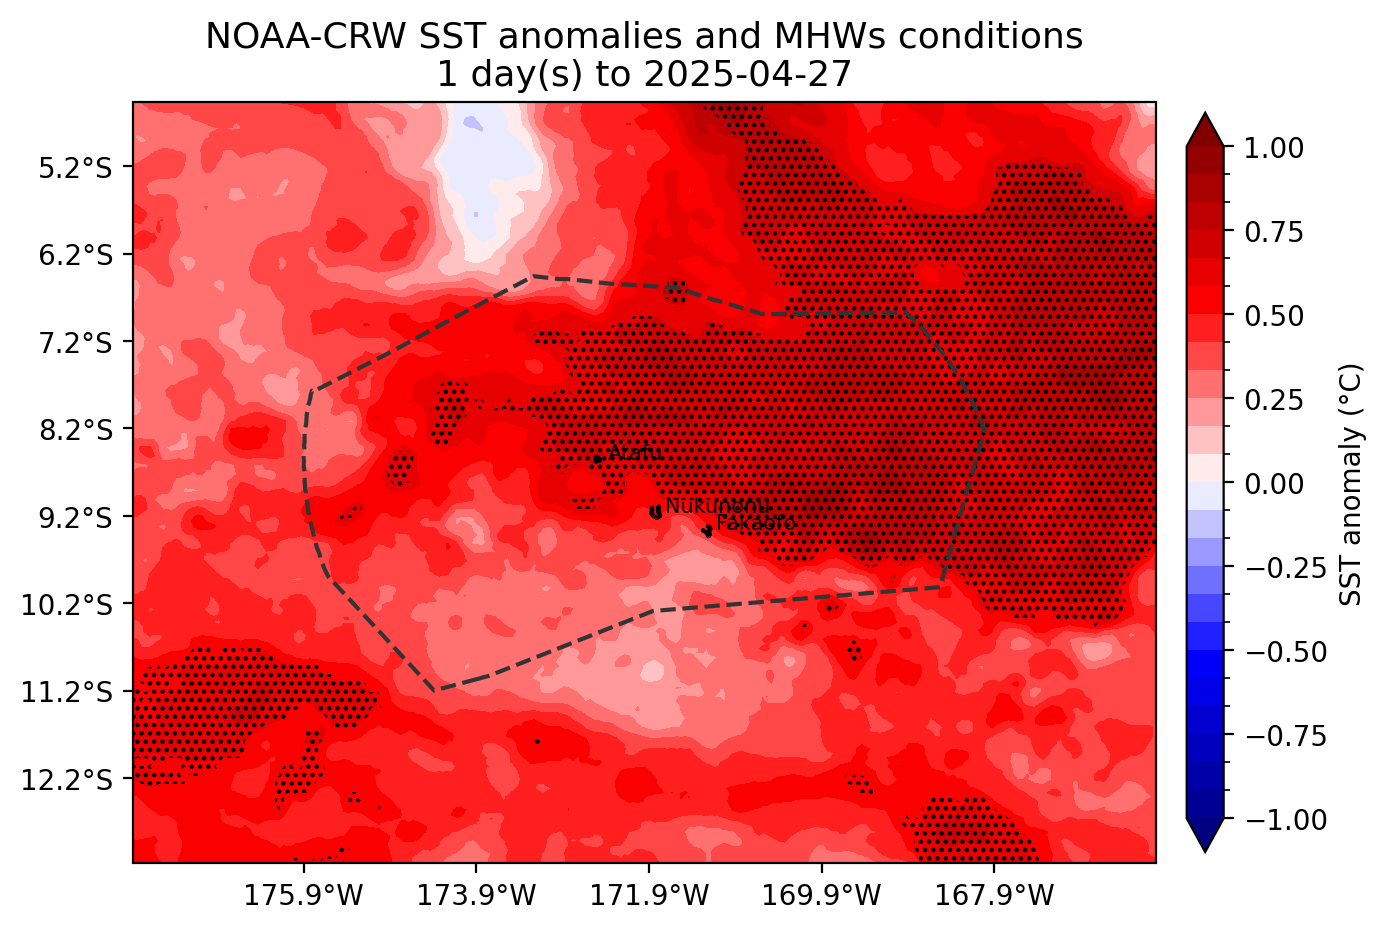 NOAA-CRW SST anomalies and MHWs conditions
1 day(s) to 2025-04-27
5.2°S
6.2°S
7.2°S
8.2°S
9.2°S
10.2°S
11.2°S
12.2°S
175.9°W
173.9°W
171.9°W
169.9°W
167.9°W
Atafu
Nukunonu
Fakaofo
1.00
0.75
0.50
0.25
0.00
−0.25
−0.50
−0.75
−1.00
SST anomaly (°C)